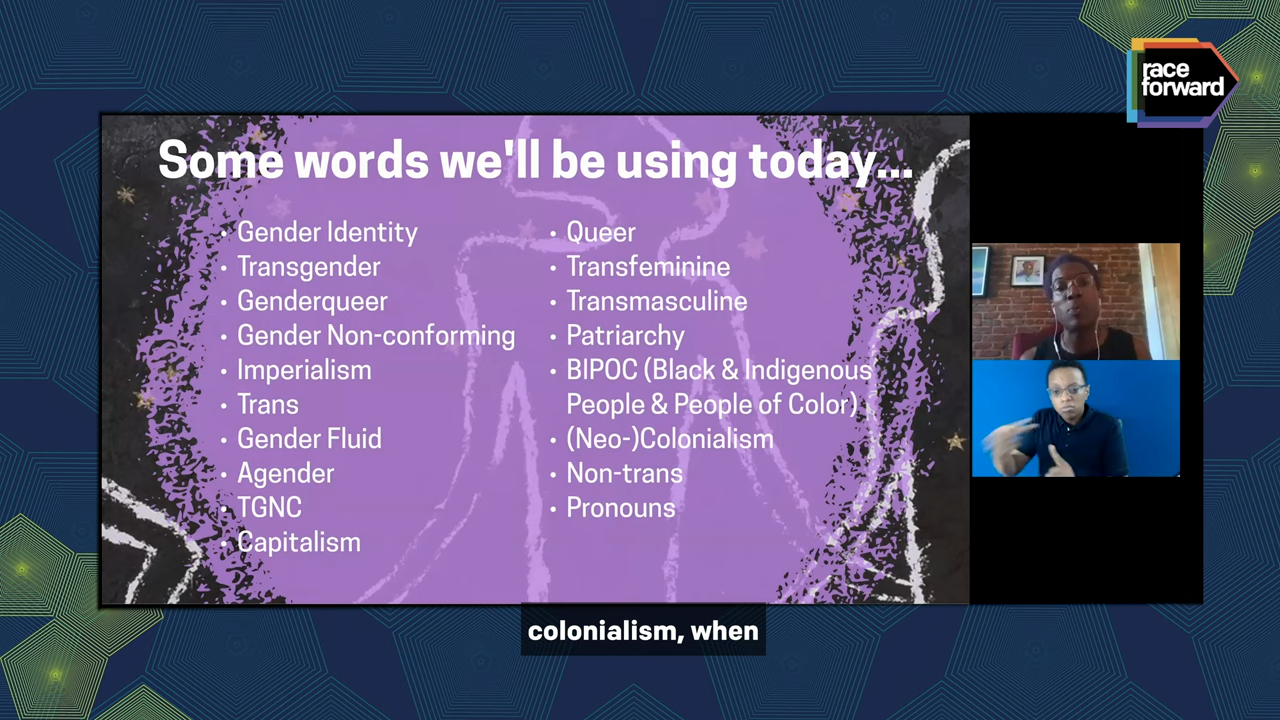 race
forward
Some words we'll be using today...
• Gender Identity
• Transgender
• Genderqueer
• Gender Non-conforming
• Imperialism
• Trans
• Gender Fluid
• Agender
• TGNC
• Capitalism
• Queer
• Transfeminine
• Transmasculine
• Patriarchy
• BIPOC (Black & Indigenous
People & People of Color)
• (Neo-)Colonialism
• Non-trans
• Pronouns
colonialism, when